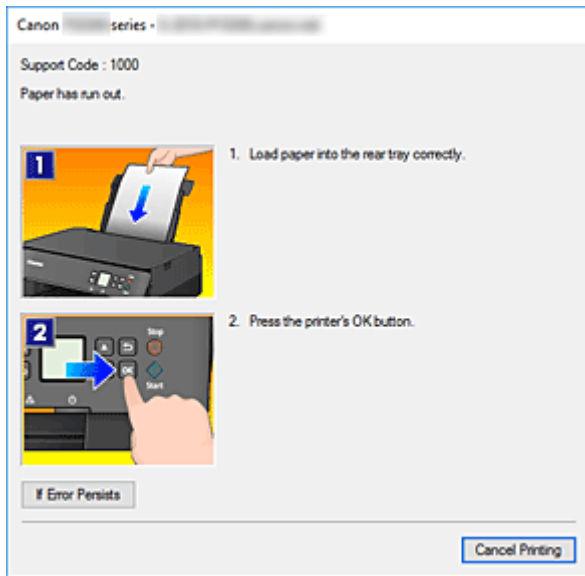 Canon series -
Support Code : 1000
Paper has run out.
1
1. Load paper into the rear tray correctly.
2
2. Press the printer's OK button.
Stop
OK
Start
If Error Persists
Cancel Printing